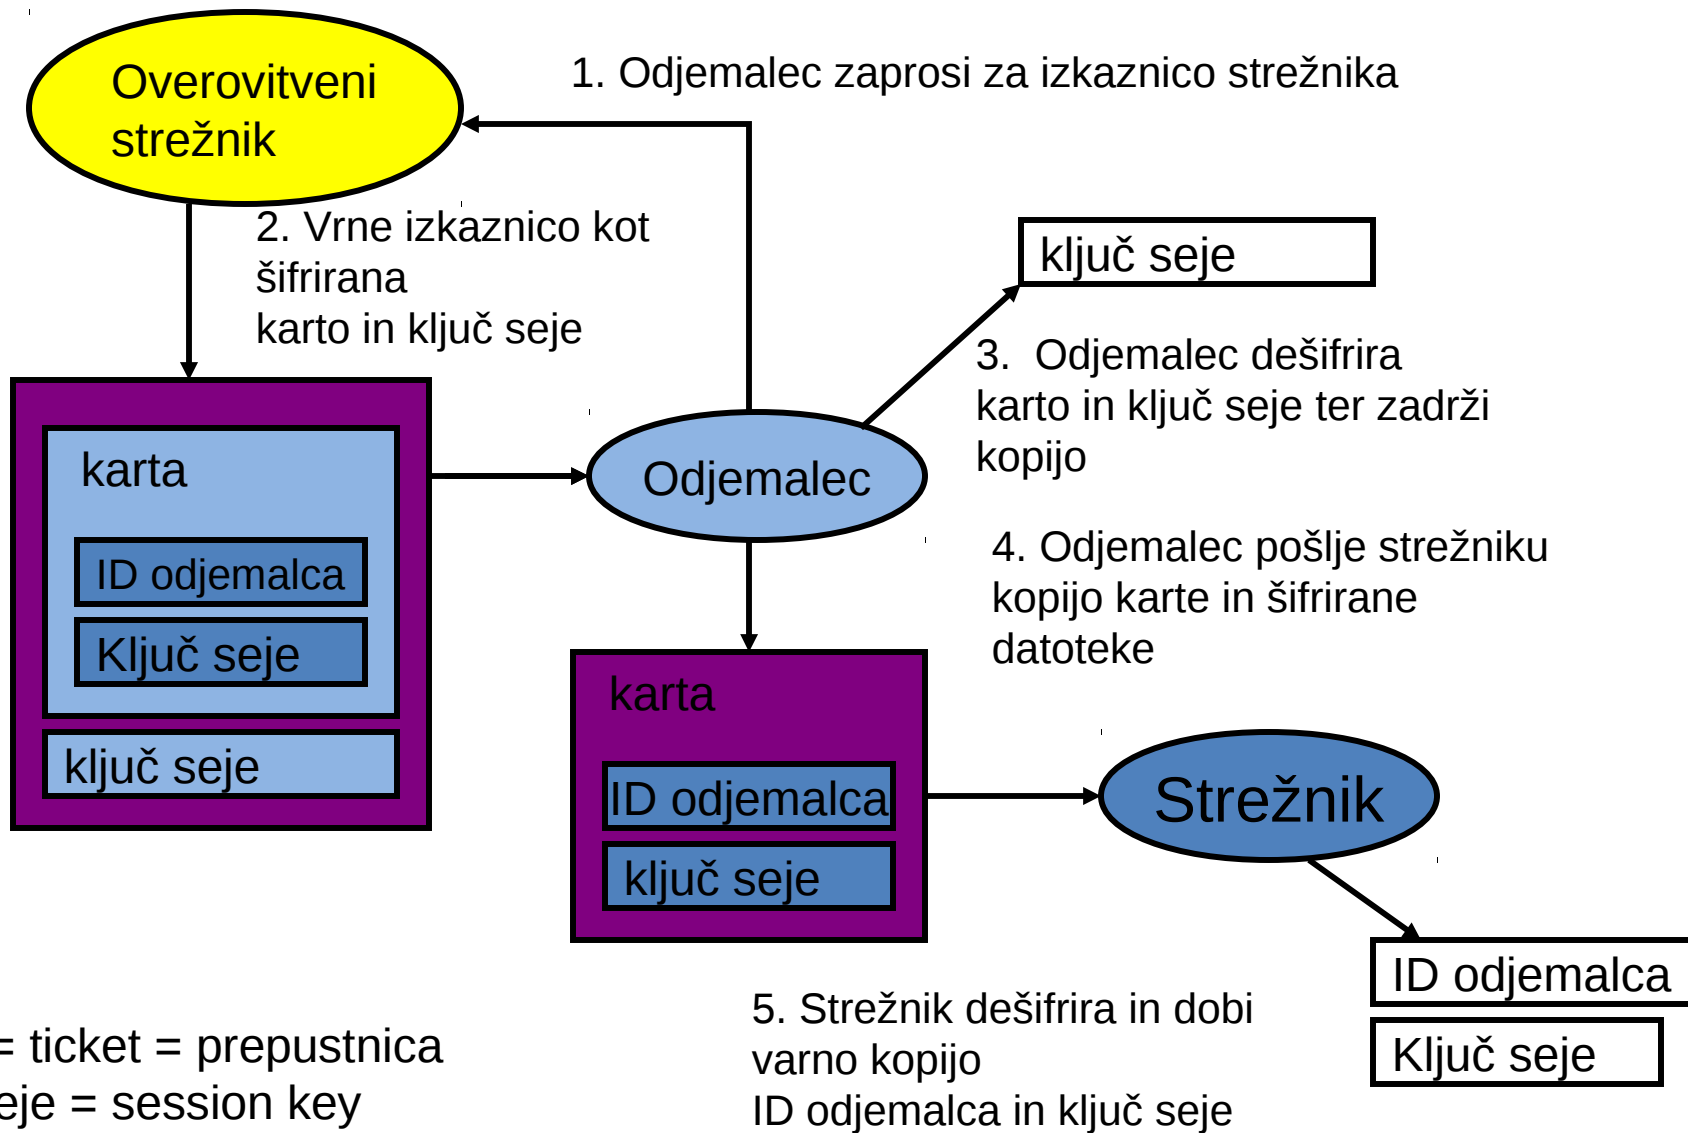 Overovitveni
strežnik
1. Odjemalec zaprosi za izkaznico strežnika
2. Vrne izkaznico kot
šifrirana
karto in ključ seje
ključ seje
3. Odjemalec dešifrira
karto in ključ seje ter zadrži
kopijo
karta
ID odjemalca
Ključ seje
ključ seje
Odjemalec
4. Odjemalec pošlje strežniku
kopijo karte in šifrirane
datoteke
karta
ID odjemalca
ključ seje
Strežnik
ID odjemalca
Ključ seje
5. Strežnik dešifrira in dobi
varno kopijo
ID odjemalca in ključ seje
= ticket = prepustnica
eje = session key